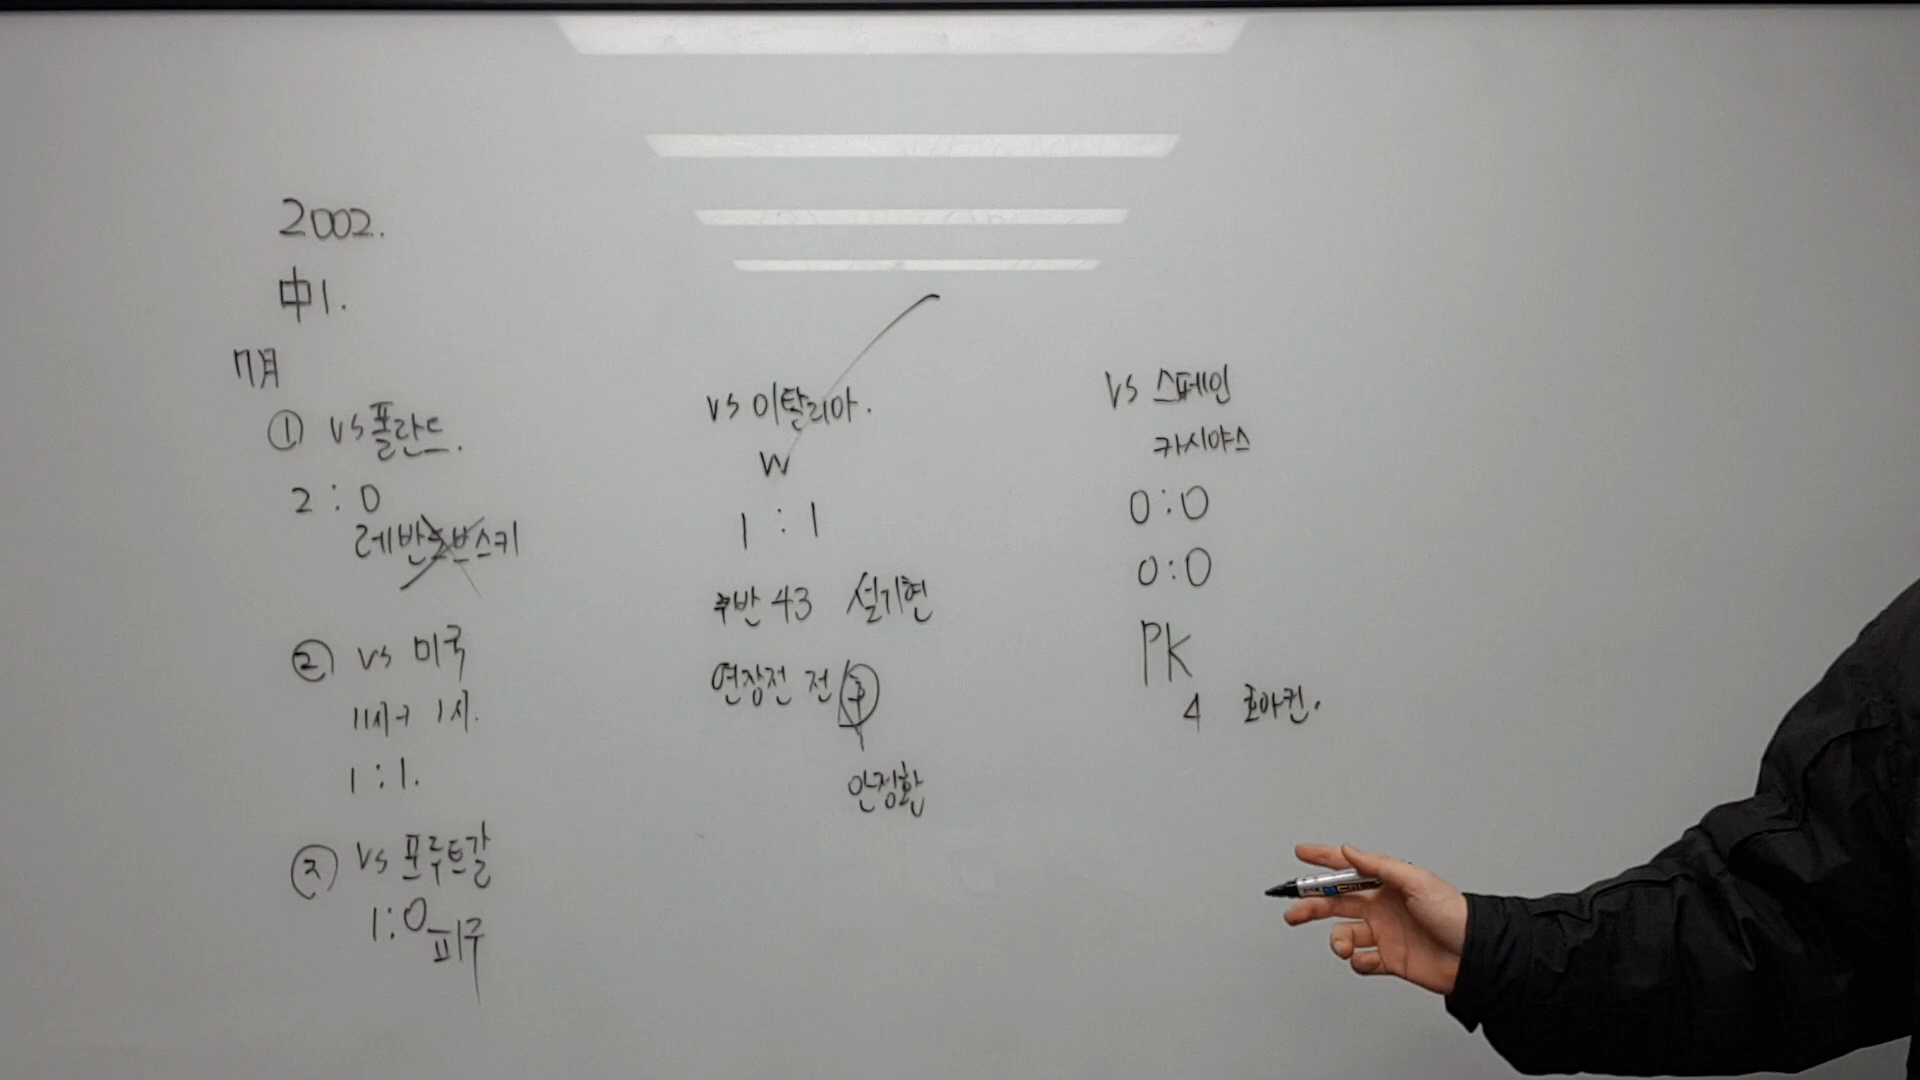 2002.
中1.
7月
① vs 폴란드.
2 : 0
레반도브스키
② vs 미국
11시→ 1시.
1 : 1.
③ vs 포루트갈
1:0 피구
vs 이탈리아.
W
1 : 1
후반 43 설기현
연장전 전 후
안정환
vs 스페인
카시야스
0:0
0:0
PK
4 호아킨.